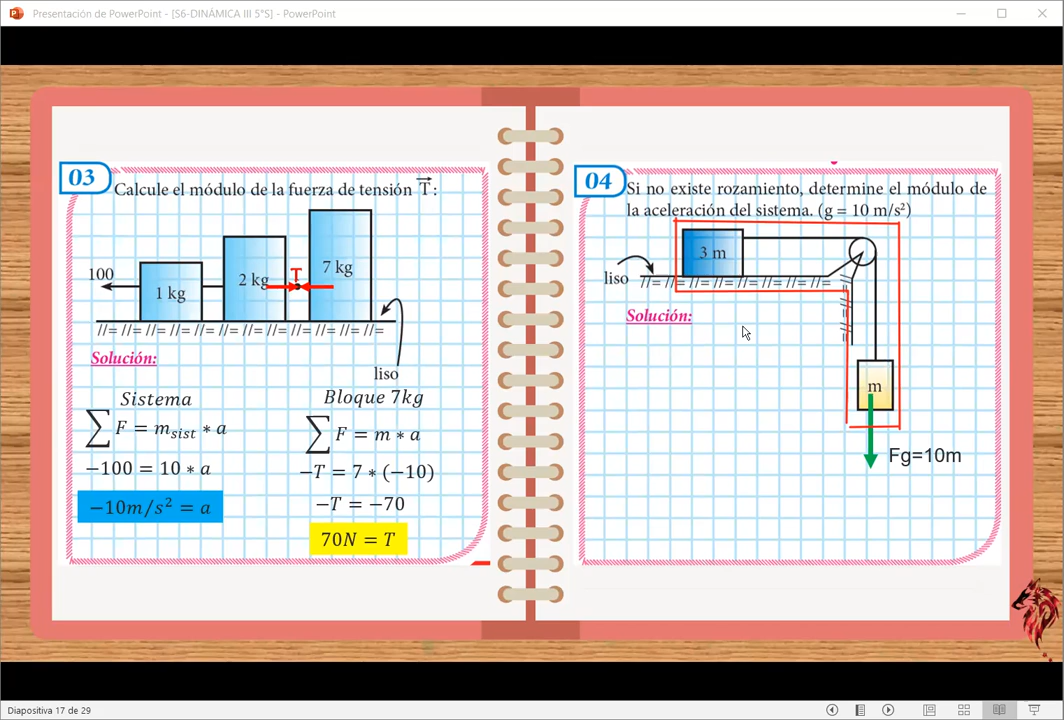 Presentación de PowerPoint - [S6-DINÁMICA III 5°S] - PowerPoint
03
Calcule el módulo de la fuerza de tensión T⃗:
100
1 kg
2 kg
T
7 kg
liso
Solución:
Sistema
∑ F = m_sist * a
−100 = 10 * a
−10m/s² = a
Bloque 7kg
∑ F = m * a
−T = 7 * (−10)
−T = −70
70N = T
04
Si no existe rozamiento, determine el módulo de
la aceleración del sistema. (g = 10 m/s²)
3 m
liso
Solución:
m
Fg=10m
Diapositiva 17 de 29